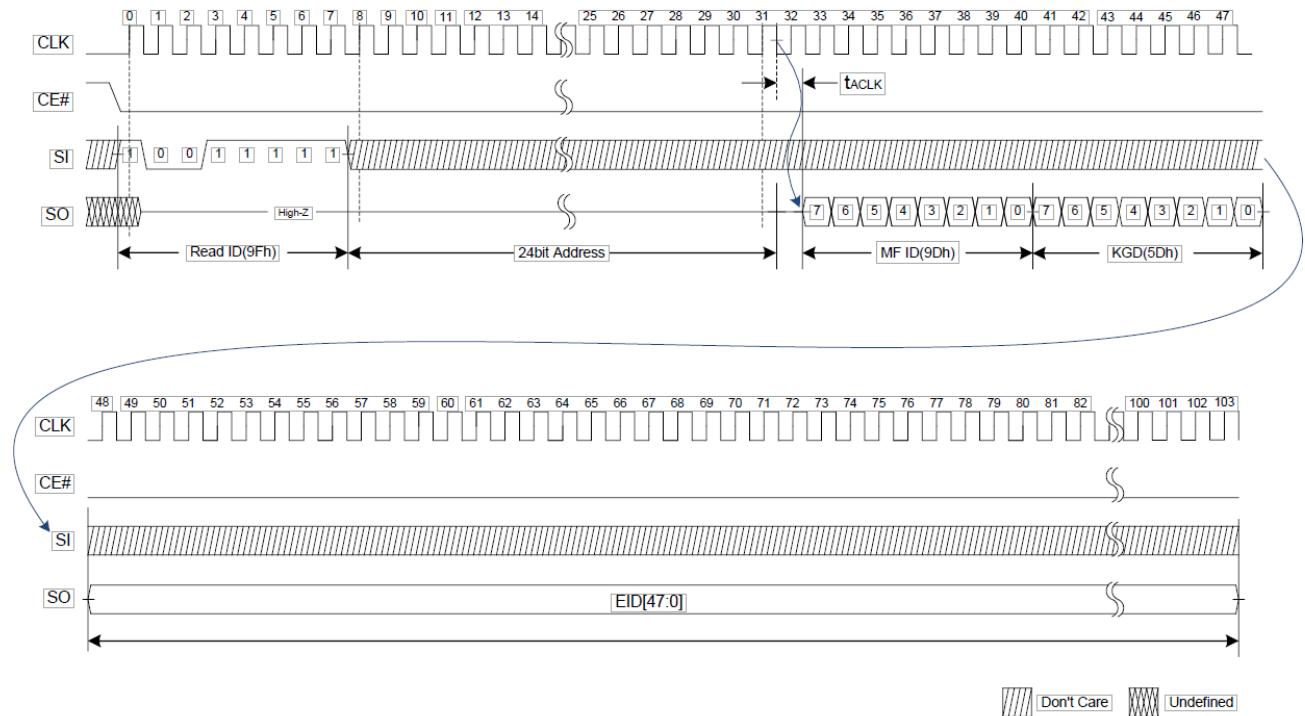 0 1 2 3 4 5 6 7 8 9 10 11 12 13 14 25 26 27 28 29 30 31 32 33 34 35 36 37 38 39 40 41 42 43 44 45 46 47
CLK
tACLK
CE#
SI 1 0 0 1 1 1 1 1
SO High-Z 7 6 5 4 3 2 1 0 7 6 5 4 3 2 1 0
Read ID(9Fh) 24bit Address MF ID(9Dh) KGD(5Dh)
48 49 50 51 52 53 54 55 56 57 58 59 60 61 62 63 64 65 66 67 68 69 70 71 72 73 74 75 76 77 78 79 80 81 82 100 101 102 103
CLK
CE#
SI
SO EID[47:0]
Don't Care Undefined